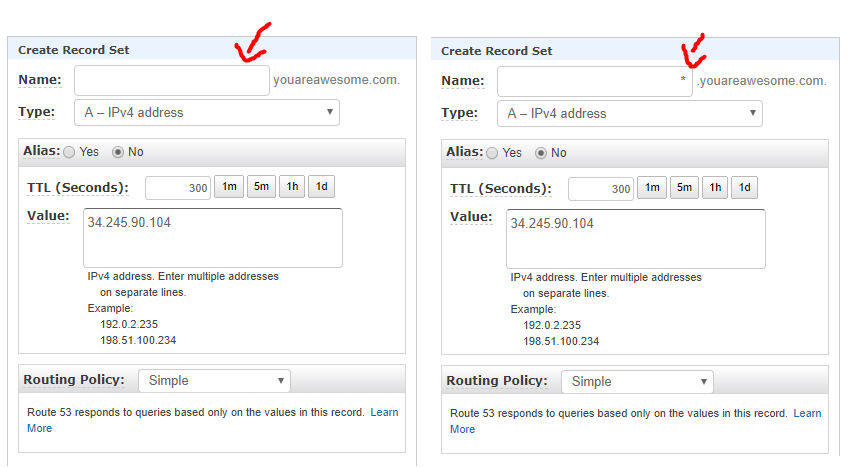 Create Record Set
Name: youareawesome.com.
Type: A – IPv4 address
Alias: Yes No
TTL (Seconds): 300 1m 5m 1h 1d
Value: 34.245.90.104
IPv4 address. Enter multiple addresses
on separate lines.
Example:
192.0.2.235
198.51.100.234
Routing Policy: Simple
Route 53 responds to queries based only on the values in this record. Learn
More
Create Record Set
Name: * .youareawesome.com.
Type: A – IPv4 address
Alias: Yes No
TTL (Seconds): 300 1m 5m 1h 1d
Value: 34.245.90.104
IPv4 address. Enter multiple addresses
on separate lines.
Example:
192.0.2.235
198.51.100.234
Routing Policy: Simple
Route 53 responds to queries based only on the values in this record. Learn
More